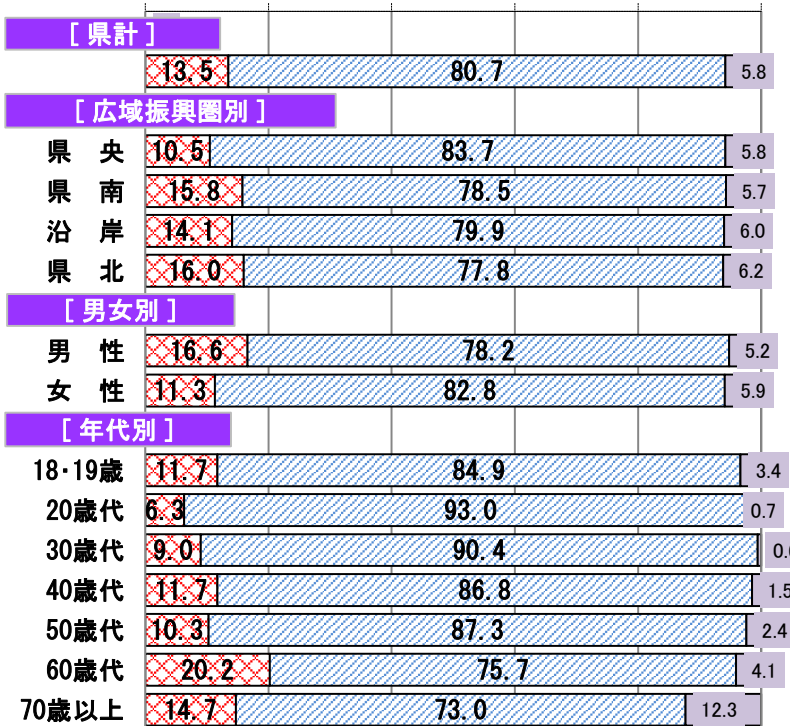 [ 県計 ]
13.5 80.7 5.8
[ 広域振興圏別 ]
県 央 10.5 83.7 5.8
県 南 15.8 78.5 5.7
沿 岸 14.1 79.9 6.0
県 北 16.0 77.8 6.2
[ 男女別 ]
男 性 16.6 78.2 5.2
女 性 11.3 82.8 5.9
[ 年代別 ]
18・19歳 11.7 84.9 3.4
20歳代 6.3 93.0 0.7
30歳代 9.0 90.4
40歳代 11.7 86.8 1.5
50歳代 10.3 87.3 2.4
60歳代 20.2 75.7 4.1
70歳以上 14.7 73.0 12.3